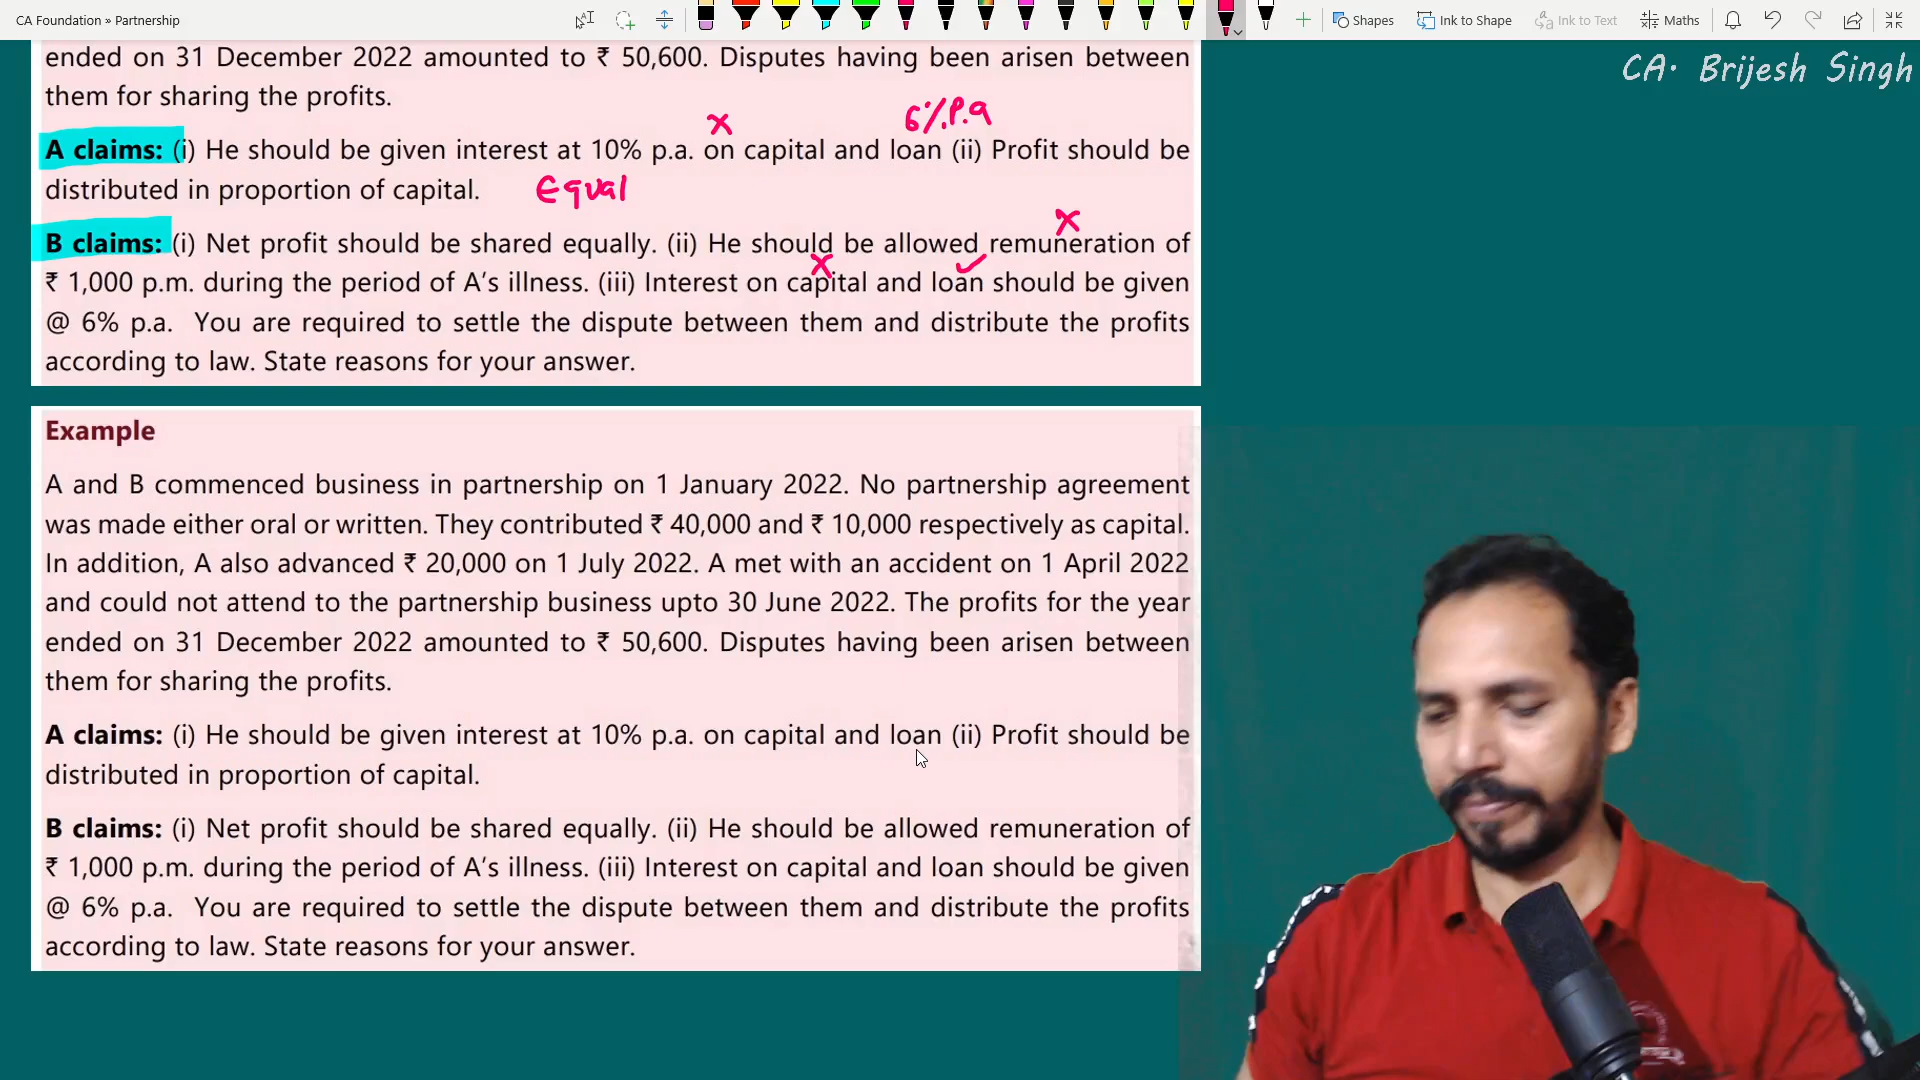 CA Foundation » Partnership
Shapes
Ink to Shape
Ink to Text
Maths
CA. Brijesh Singh
ended on 31 December 2022 amounted to ₹ 50,600. Disputes having been arisen between
them for sharing the profits.
x
6% P.a
A claims: (i) He should be given interest at 10% p.a. on capital and loan (ii) Profit should be
distributed in proportion of capital.
Equal
x
B claims: (i) Net profit should be shared equally. (ii) He should be allowed remuneration of
x ✓
₹ 1,000 p.m. during the period of A’s illness. (iii) Interest on capital and loan should be given
@ 6% p.a. You are required to settle the dispute between them and distribute the profits
according to law. State reasons for your answer.
Example
A and B commenced business in partnership on 1 January 2022. No partnership agreement
was made either oral or written. They contributed ₹ 40,000 and ₹ 10,000 respectively as capital.
In addition, A also advanced ₹ 20,000 on 1 July 2022. A met with an accident on 1 April 2022
and could not attend to the partnership business upto 30 June 2022. The profits for the year
ended on 31 December 2022 amounted to ₹ 50,600. Disputes having been arisen between
them for sharing the profits.
A claims: (i) He should be given interest at 10% p.a. on capital and loan (ii) Profit should be
distributed in proportion of capital.
B claims: (i) Net profit should be shared equally. (ii) He should be allowed remuneration of
₹ 1,000 p.m. during the period of A’s illness. (iii) Interest on capital and loan should be given
@ 6% p.a. You are required to settle the dispute between them and distribute the profits
according to law. State reasons for your answer.